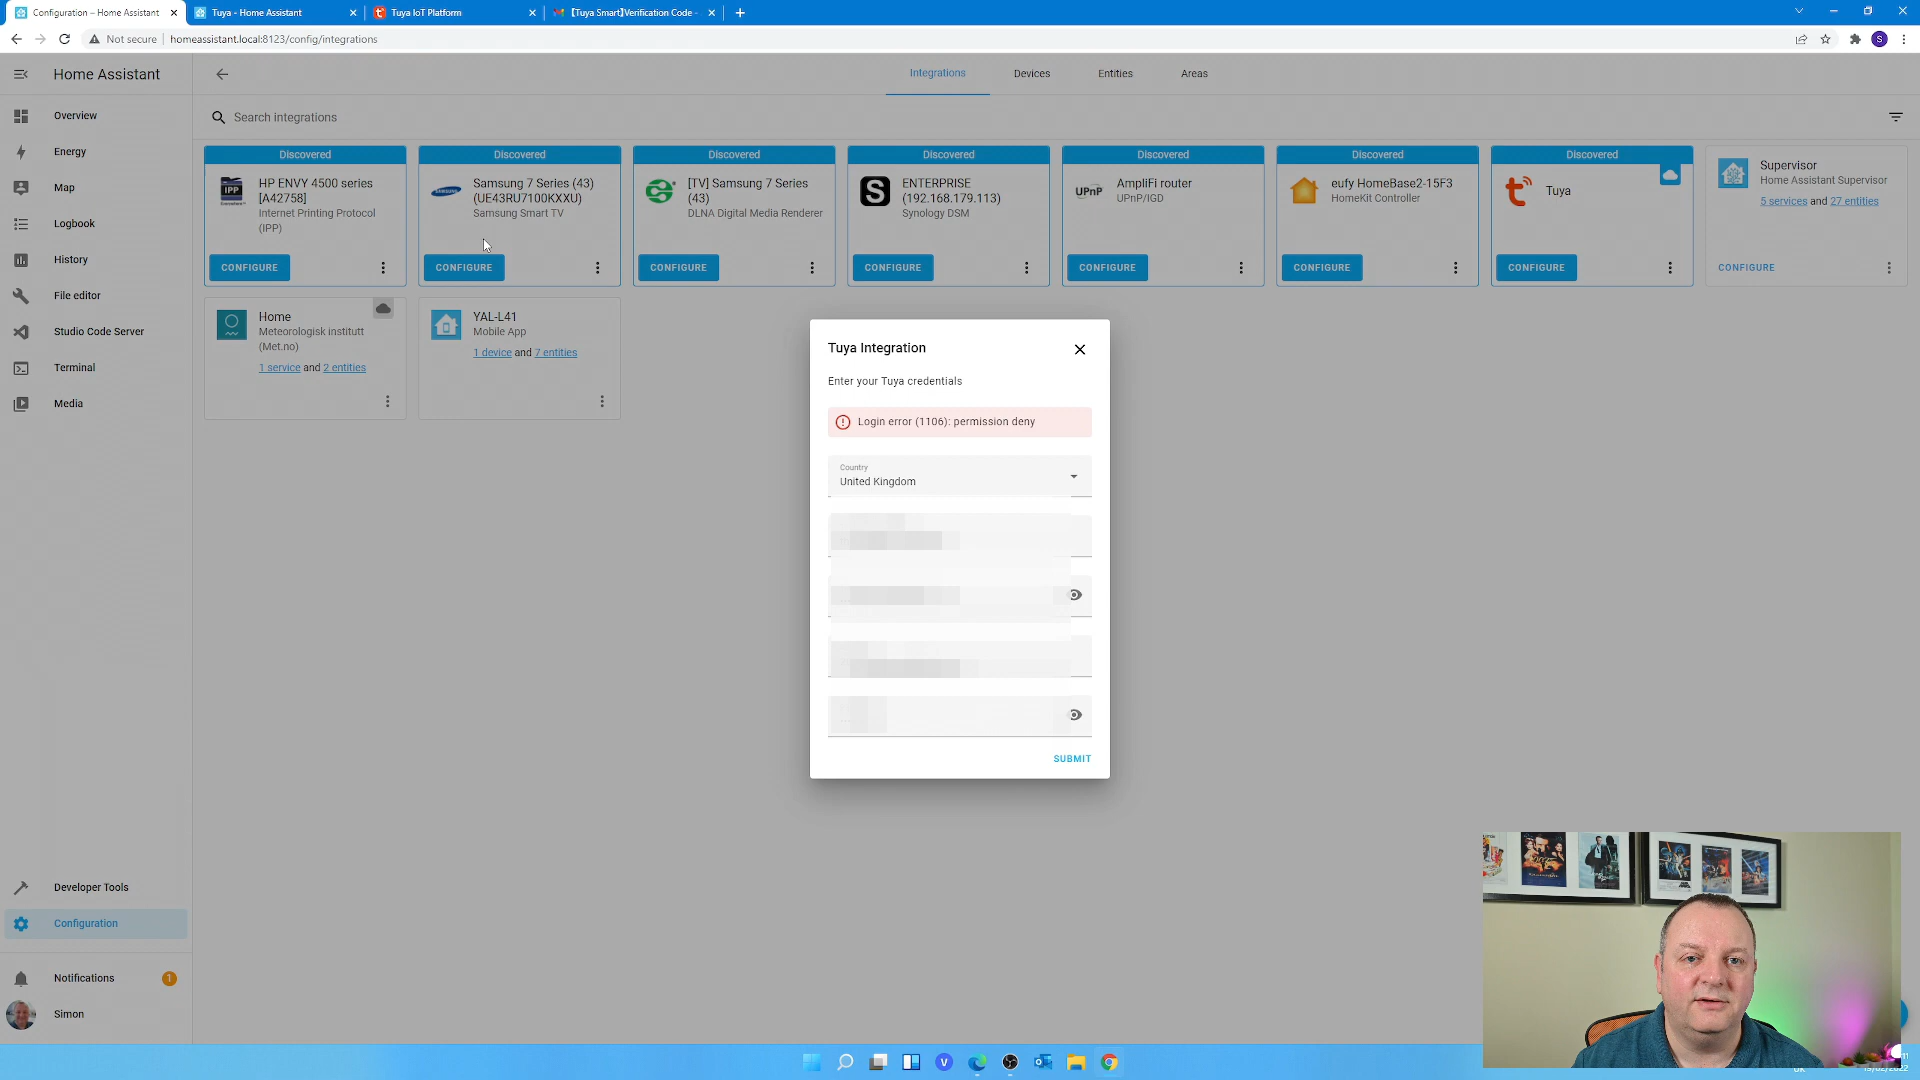 Configuration – Home Assistant
Tuya - Home Assistant
Tuya IoT Platform
【Tuya Smart】Verification Code -
Not secure
homeassistant.local:8123/config/integrations
S
Home Assistant
Integrations
Devices
Entities
Areas
Overview
Energy
Map
Logbook
History
File editor
Studio Code Server
Terminal
Media
Developer Tools
Configuration
Notifications
1
Simon
Search integrations
Discovered
IPP
HP ENVY 4500 series
[A42758]
Internet Printing Protocol
(IPP)
CONFIGURE
Discovered
SAMSUNG
Samsung 7 Series (43)
(UE43RU7100KXXU)
Samsung Smart TV
CONFIGURE
Discovered
[TV] Samsung 7 Series
(43)
DLNA Digital Media Renderer
CONFIGURE
Discovered
S
ENTERPRISE
(192.168.179.113)
Synology DSM
CONFIGURE
Discovered
UPnP
AmpliFi router
UPnP/IGD
CONFIGURE
Discovered
eufy HomeBase2-15F3
HomeKit Controller
CONFIGURE
Discovered
Tuya
CONFIGURE
Supervisor
Home Assistant Supervisor
5 services and 27 entities
CONFIGURE
Home
Meteorologisk institutt
(Met.no)
1 service and 2 entities
YAL-L41
Mobile App
1 device and 7 entities
Tuya Integration
Enter your Tuya credentials
Login error (1106): permission deny
Country
United Kingdom
SUBMIT